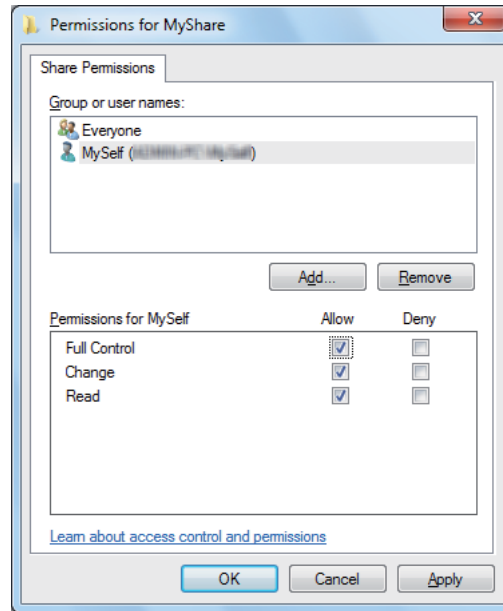 Permissions for MyShare
Share Permissions
Group or user names:
Everyone
MySelf (
Add... Remove
Permissions for MySelf Allow Deny
Full Control
Change
Read
Learn about access control and permissions
OK Cancel Apply